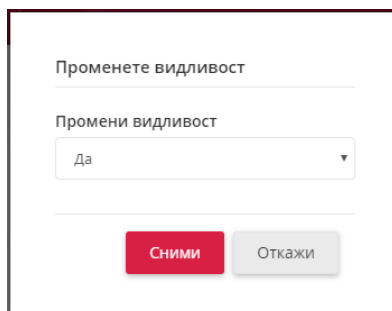 Променете видливост
Промени видливост
Да
Сними Откажи